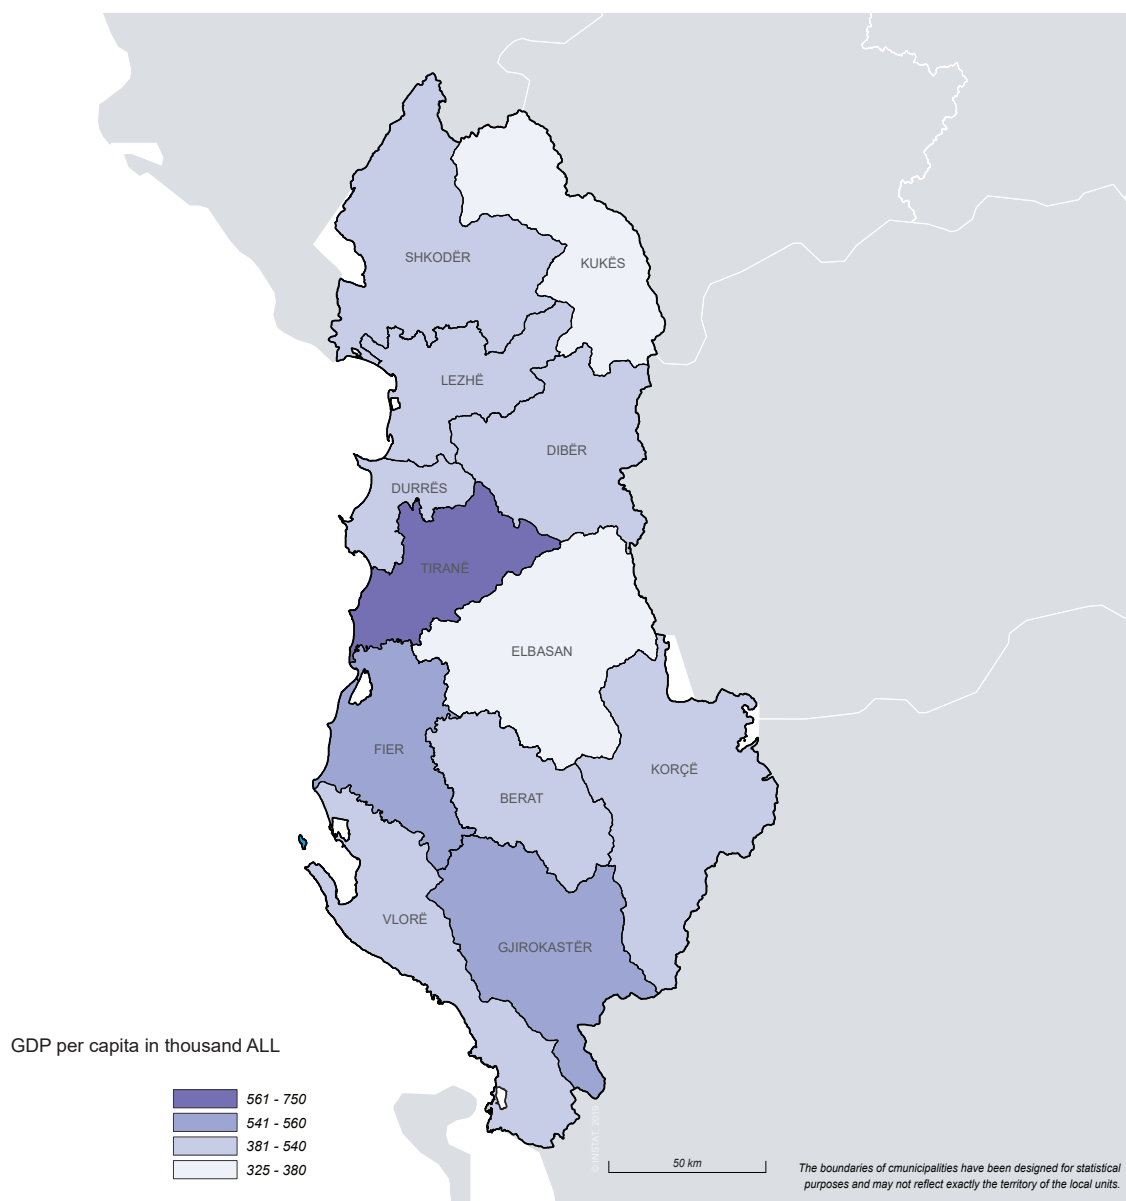 SHKODËR
KUKËS
LEZHË
DIBËR
DURRËS
TIRANË
ELBASAN
FIER
KORÇË
BERAT
VLORË
GJIROKASTËR
GDP per capita in thousand ALL
561 - 750
541 - 560
381 - 540
325 - 380
© INSTAT, 2019
50 km
The boundaries of cmunicipalities have been designed for statistical
purposes and may not reflect exactly the territory of the local units.